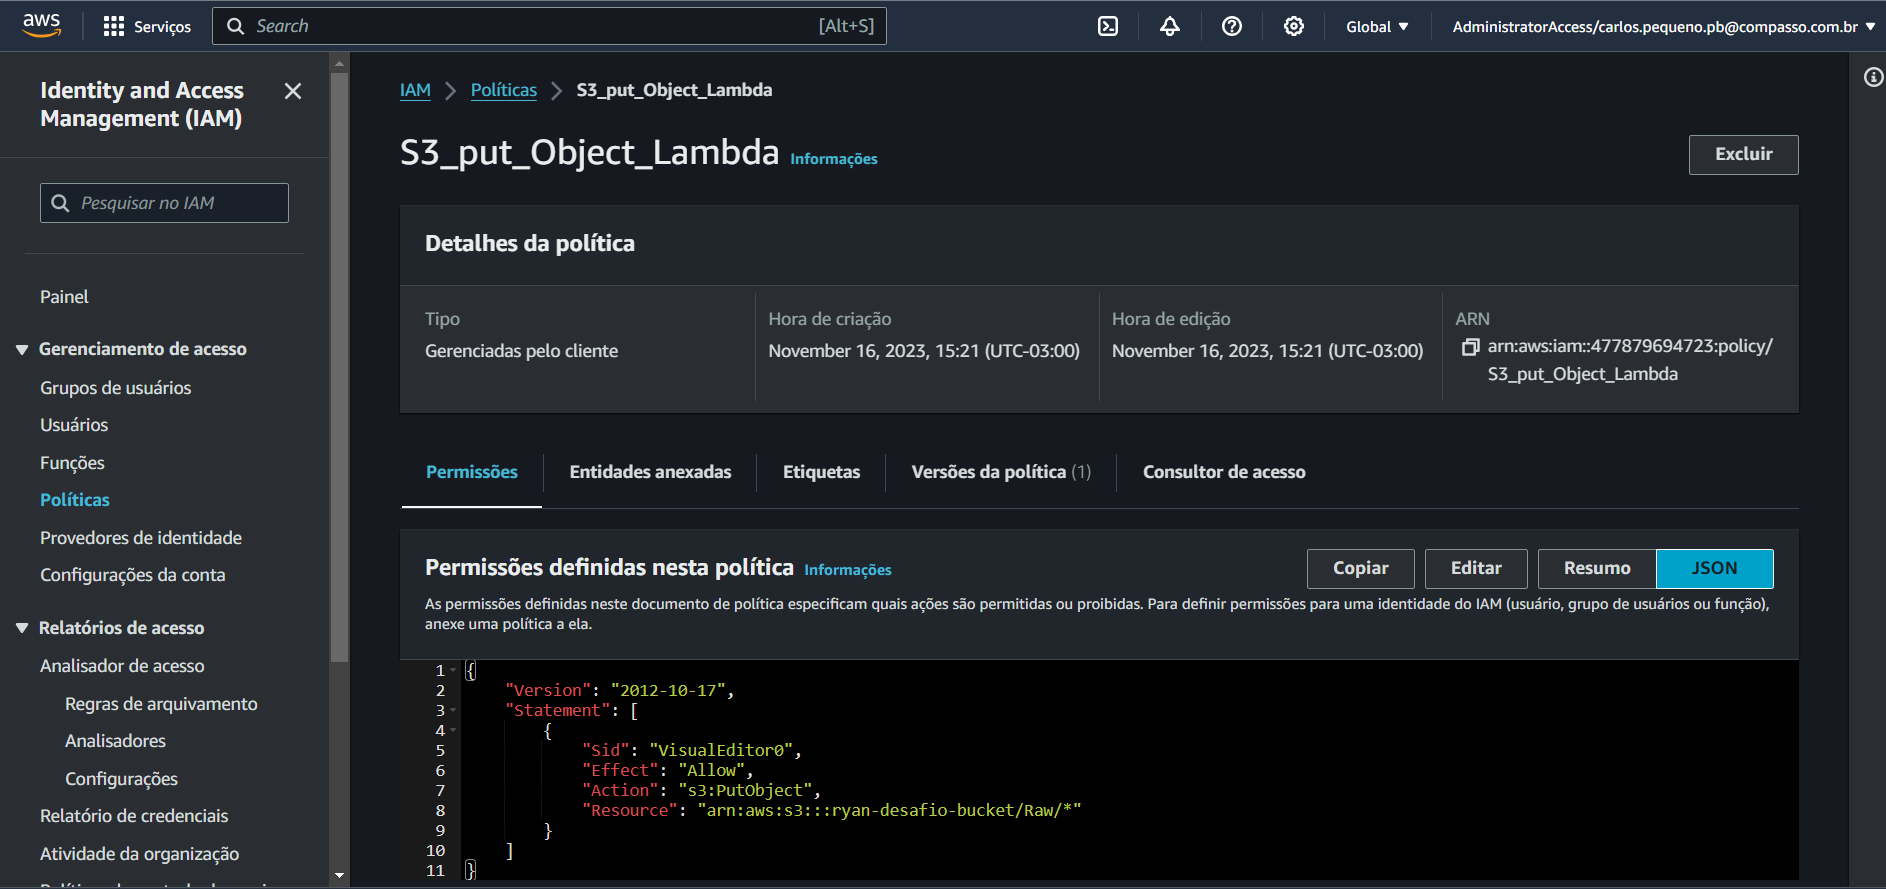 aws
Serviços
Search
[Alt+S]
Global
AdministratorAccess/carlos.pequeno.pb@compasso.com.br
Identity and Access
Management (IAM)
Pesquisar no IAM
Painel
Gerenciamento de acesso
Grupos de usuários
Usuários
Funções
Políticas
Provedores de identidade
Configurações da conta
Relatórios de acesso
Analisador de acesso
Regras de arquivamento
Analisadores
Configurações
Relatório de credenciais
Atividade da organização
IAM
Políticas
S3_put_Object_Lambda
S3_put_Object_Lambda
Informações
Excluir
Detalhes da política
Tipo
Gerenciadas pelo cliente
Hora de criação
November 16, 2023, 15:21 (UTC-03:00)
Hora de edição
November 16, 2023, 15:21 (UTC-03:00)
ARN
arn:aws:iam::477879694723:policy/
S3_put_Object_Lambda
Permissões
Entidades anexadas
Etiquetas
Versões da política (1)
Consultor de acesso
Permissões definidas nesta política
Informações
Copiar
Editar
Resumo
JSON
As permissões definidas neste documento de política especificam quais ações são permitidas ou proibidas. Para definir permissões para uma identidade do IAM (usuário, grupo de usuários ou função),
anexe uma política a ela.
1 {
2 "Version": "2012-10-17",
3 "Statement": [
4 {
5 "Sid": "VisualEditor0",
6 "Effect": "Allow",
7 "Action": "s3:PutObject",
8 "Resource": "arn:aws:s3:::ryan-desafio-bucket/Raw/*"
9 }
10 ]
11 }